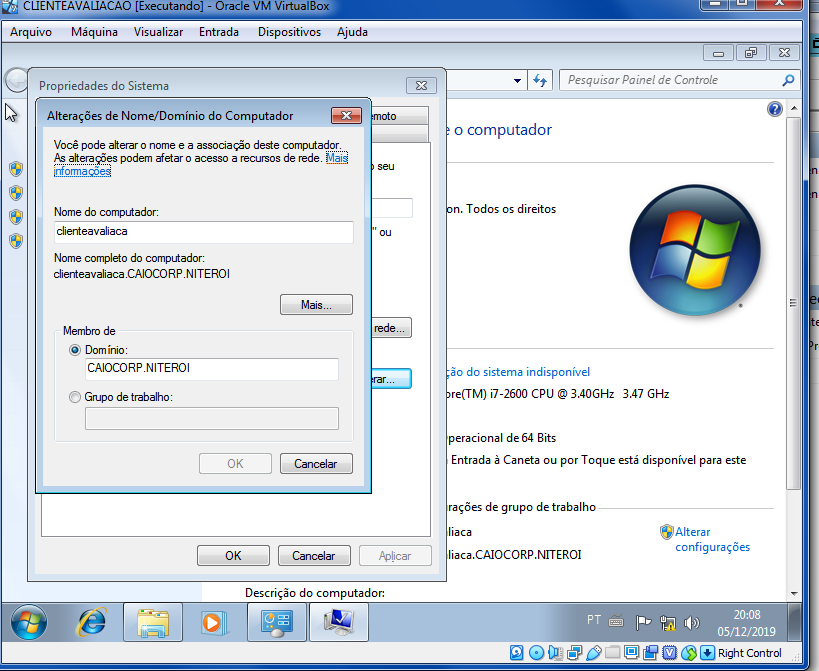 CLIENTEAVALIACAO [Executando] - Oracle VM VirtualBox
Arquivo Máquina Visualizar Entrada Dispositivos Ajuda
Propriedades do Sistema
Pesquisar Painel de Controle
Alterações de Nome/Domínio do Computador
emoto
e o computador
Você pode alterar o nome e a associação deste computador.
As alterações podem afetar o acesso a recursos de rede. Mais
informações
o seu
Nome do computador:
on. Todos os direitos
clienteavaliaca
" ou
Nome completo do computador:
clienteavaliaca.CAIOCORP.NITEROI
Mais...
Membro de
rede...
Domínio:
CAIOCORP.NITEROI
ção do sistema indisponível
rar...
ore(TM) i7-2600 CPU @ 3.40GHz 3.47 GHz
Grupo de trabalho:
peracional de 64 Bits
Entrada à Caneta ou por Toque está disponível para este
OK Cancelar
rações de grupo de trabalho
aliaca
Alterar
configurações
aliaca.CAIOCORP.NITEROI
OK Cancelar Aplicar
Descrição do computador:
PT
20:08
05/12/2019
Right Control